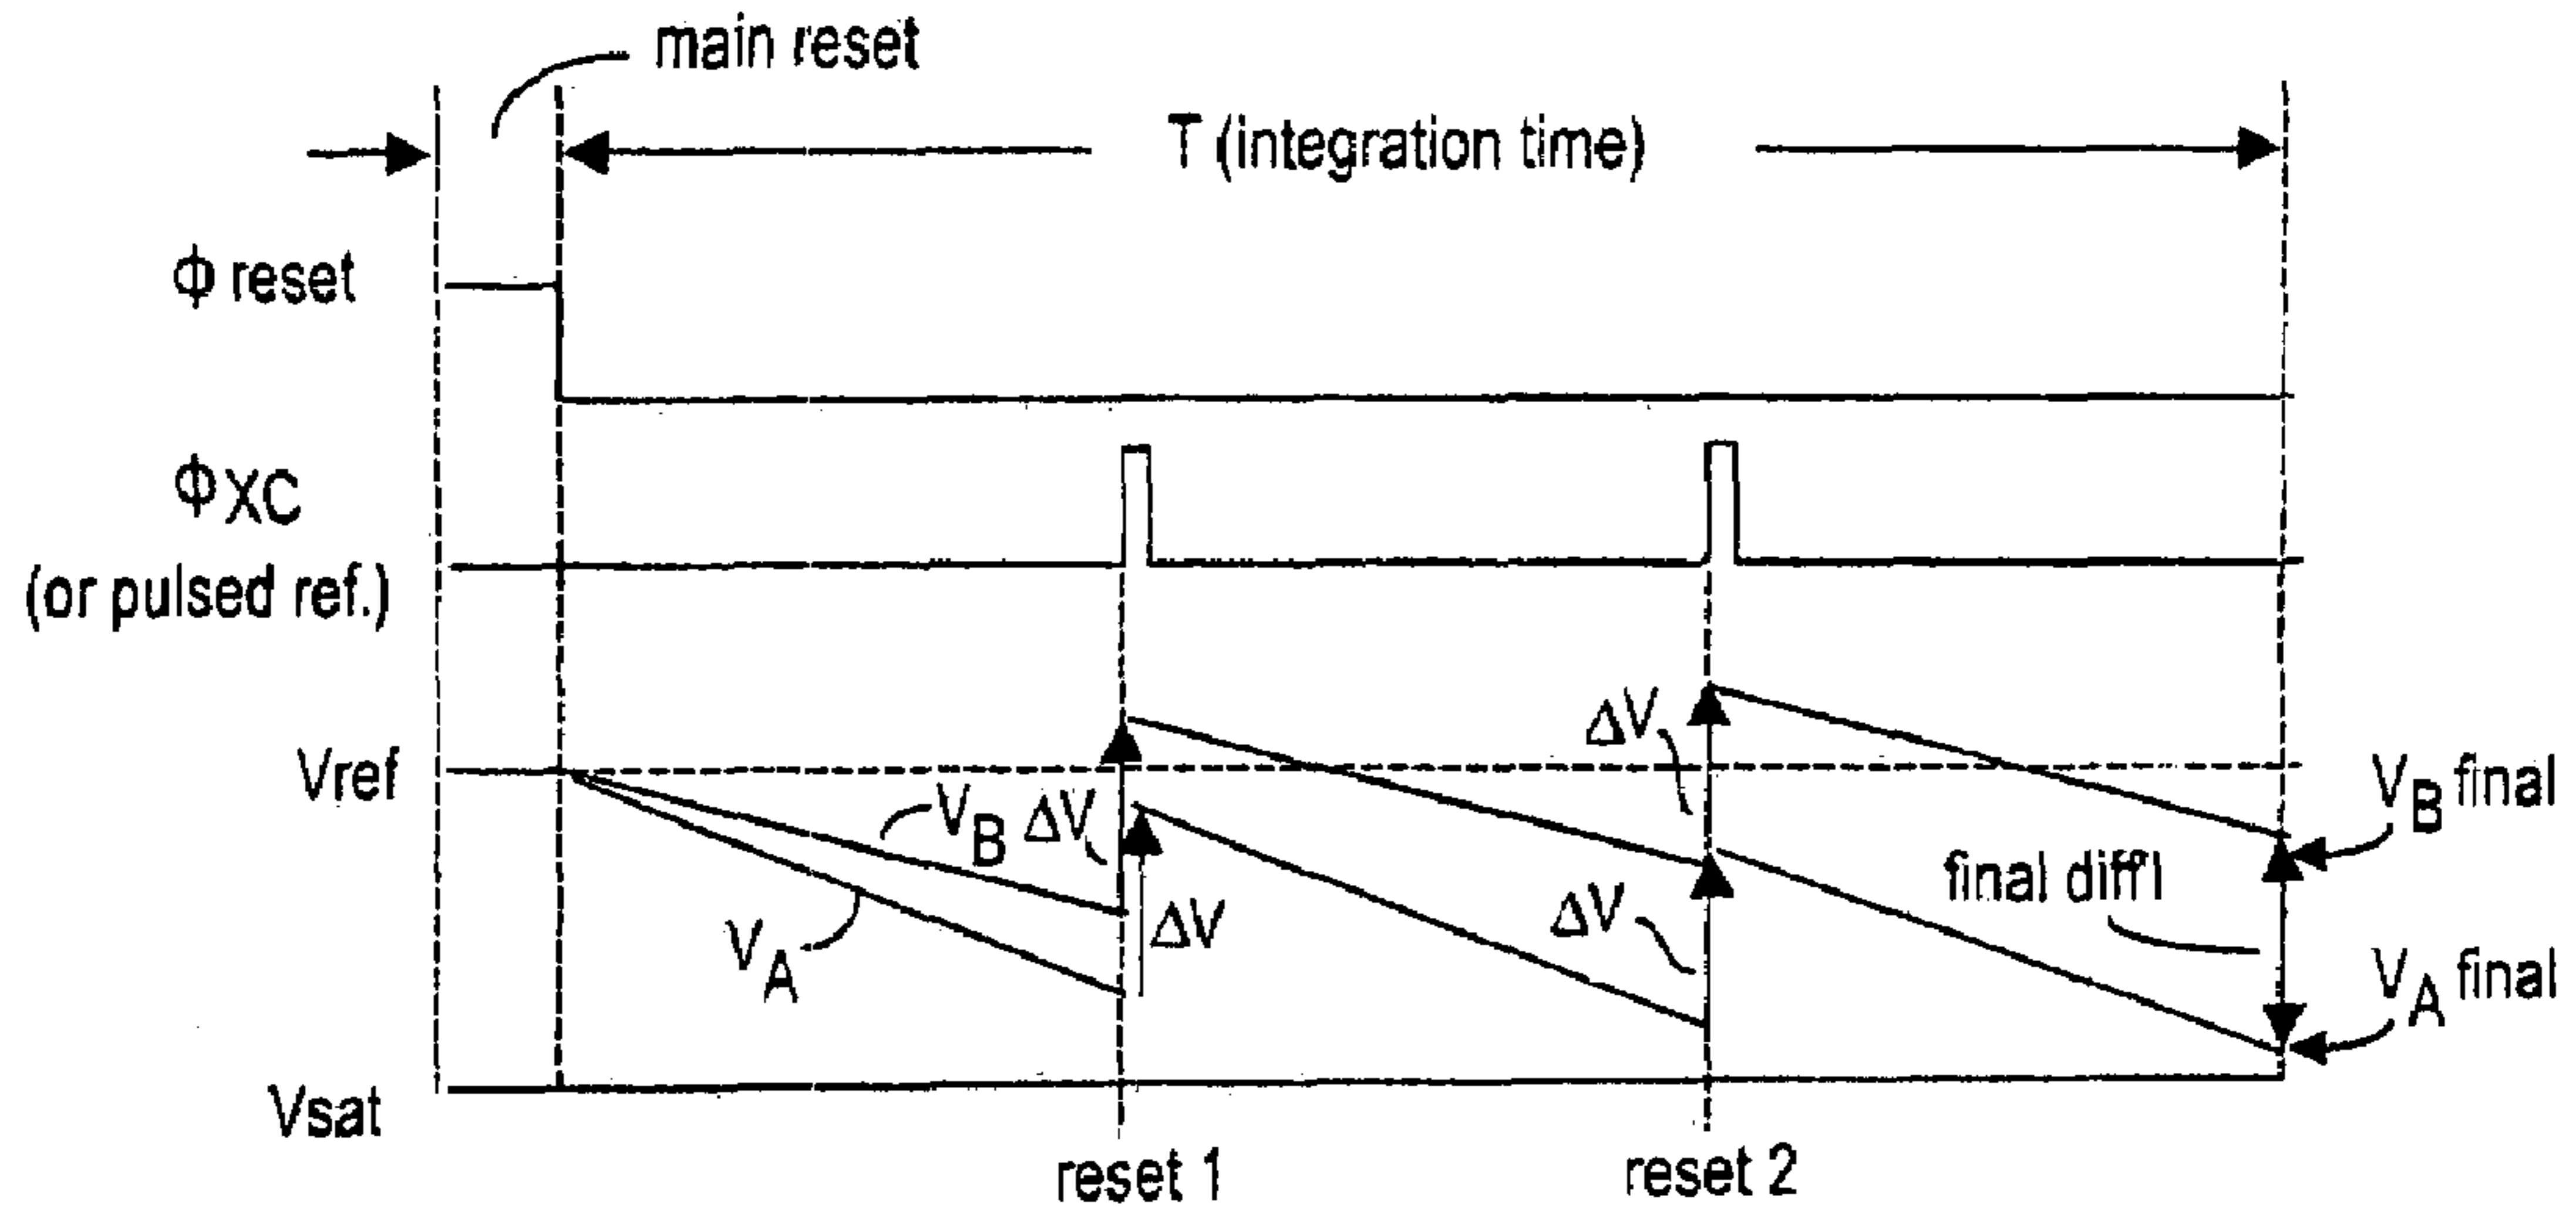 main reset
T (integration time)
Φ reset
ΦXC
(or pulsed ref.)
Vref
VB
ΔV
VA
ΔV
ΔV
ΔV
final diff'l
VB final
VA final
Vsat
reset 1
reset 2